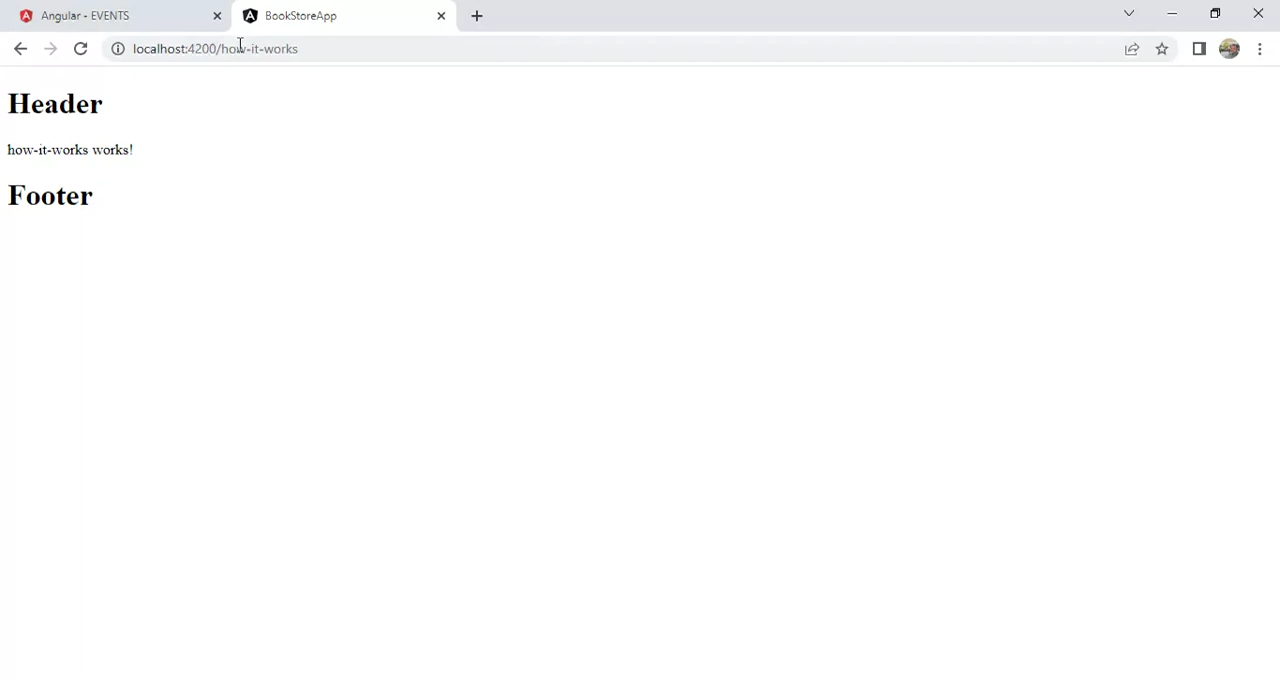 Angular - EVENTS
BookStoreApp
localhost:4200/how-it-works
Header
how-it-works works!
Footer